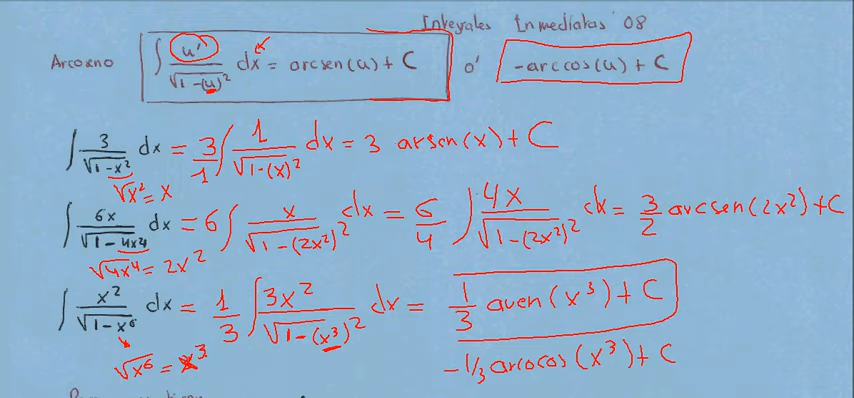 Integrales Inmediatas 08
Arcoseno ∫ u'/√(1-(u)²) dx = arcsen(u) + C o' -arccos(u) + C
∫ 3/√(1-x²) dx = 3/1 ∫ 1/√(1-(x)²) dx = 3 arsen(x) + C
√x² = x
∫ 6x/√(1-4x⁴) dx = 6 ∫ x/√(1-(2x²)²) dx = 6/4 ∫ 4x/√(1-(2x²)²) dx = 3/2 arcsen(2x²) + C
√4x⁴ = 2x²
∫ x²/√(1-x⁶) dx = 1/3 ∫ 3x²/√(1-(x³)²) dx = 1/3 (x³) + C
√x⁶ = x³
-1/3 arcocos(x³) + C